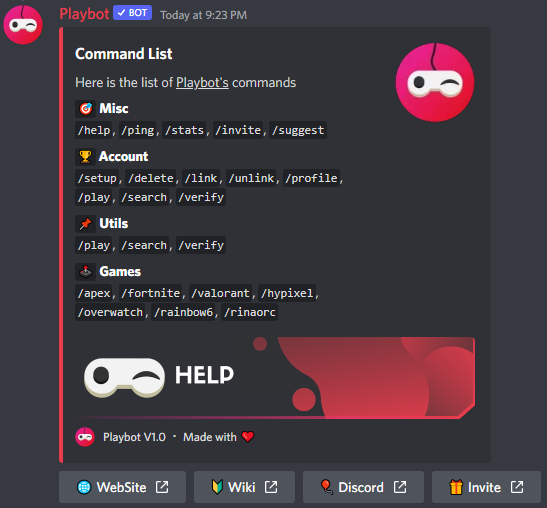 Playbot ✓ BOT Today at 9:23 PM
Command List
Here is the list of Playbot's commands
Misc
/help, /ping, /stats, /invite, /suggest
Account
/setup, /delete, /link, /unlink, /profile,
/play, /search, /verify
Utils
/play, /search, /verify
Games
/apex, /fortnite, /valorant, /hypixel,
/overwatch, /rainbow6, /rinaorc
HELP
Playbot V1.0 • Made with ❤
WebSite Wiki Discord Invite